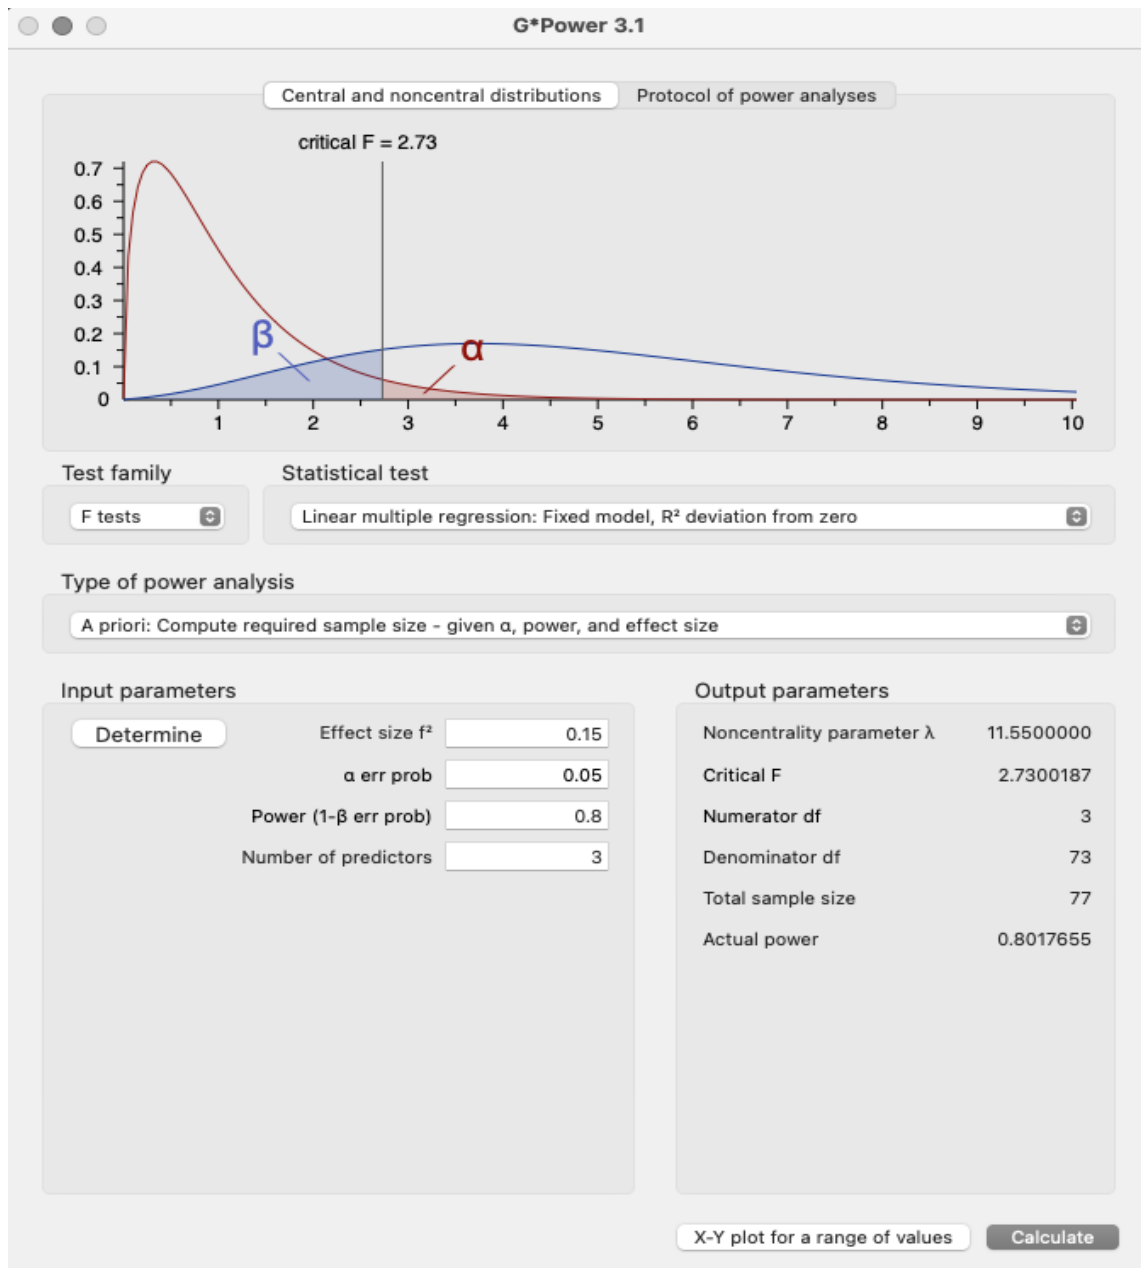 G*Power 3.1
Central and noncentral distributions
Protocol of power analyses
critical F = 2.73
0.7
0.6
0.5
0.4
0.3
0.2
0.1
0
β
α
1 2 3 4 5 6 7 8 9 10
Test family
Statistical test
F tests
Linear multiple regression: Fixed model, R² deviation from zero
Type of power analysis
A priori: Compute required sample size - given α, power, and effect size
Input parameters
Determine
Effect size f² 0.15
α err prob 0.05
Power (1-β err prob) 0.8
Number of predictors 3
Output parameters
Noncentrality parameter λ 11.5500000
Critical F 2.7300187
Numerator df 3
Denominator df 73
Total sample size 77
Actual power 0.8017655
X-Y plot for a range of values
Calculate